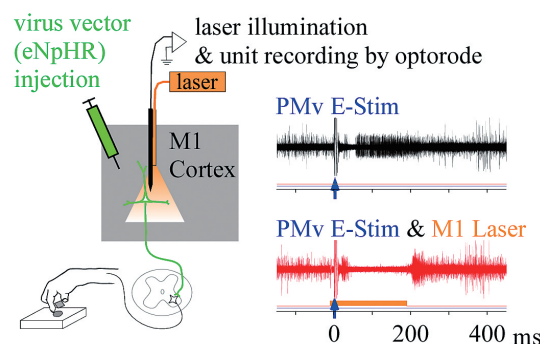 virus vector
(eNpHR)
injection
laser illumination
& unit recording by optorode
laser
M1
Cortex
PMv E-Stim
PMv E-Stim & M1 Laser
0 200 400 ms